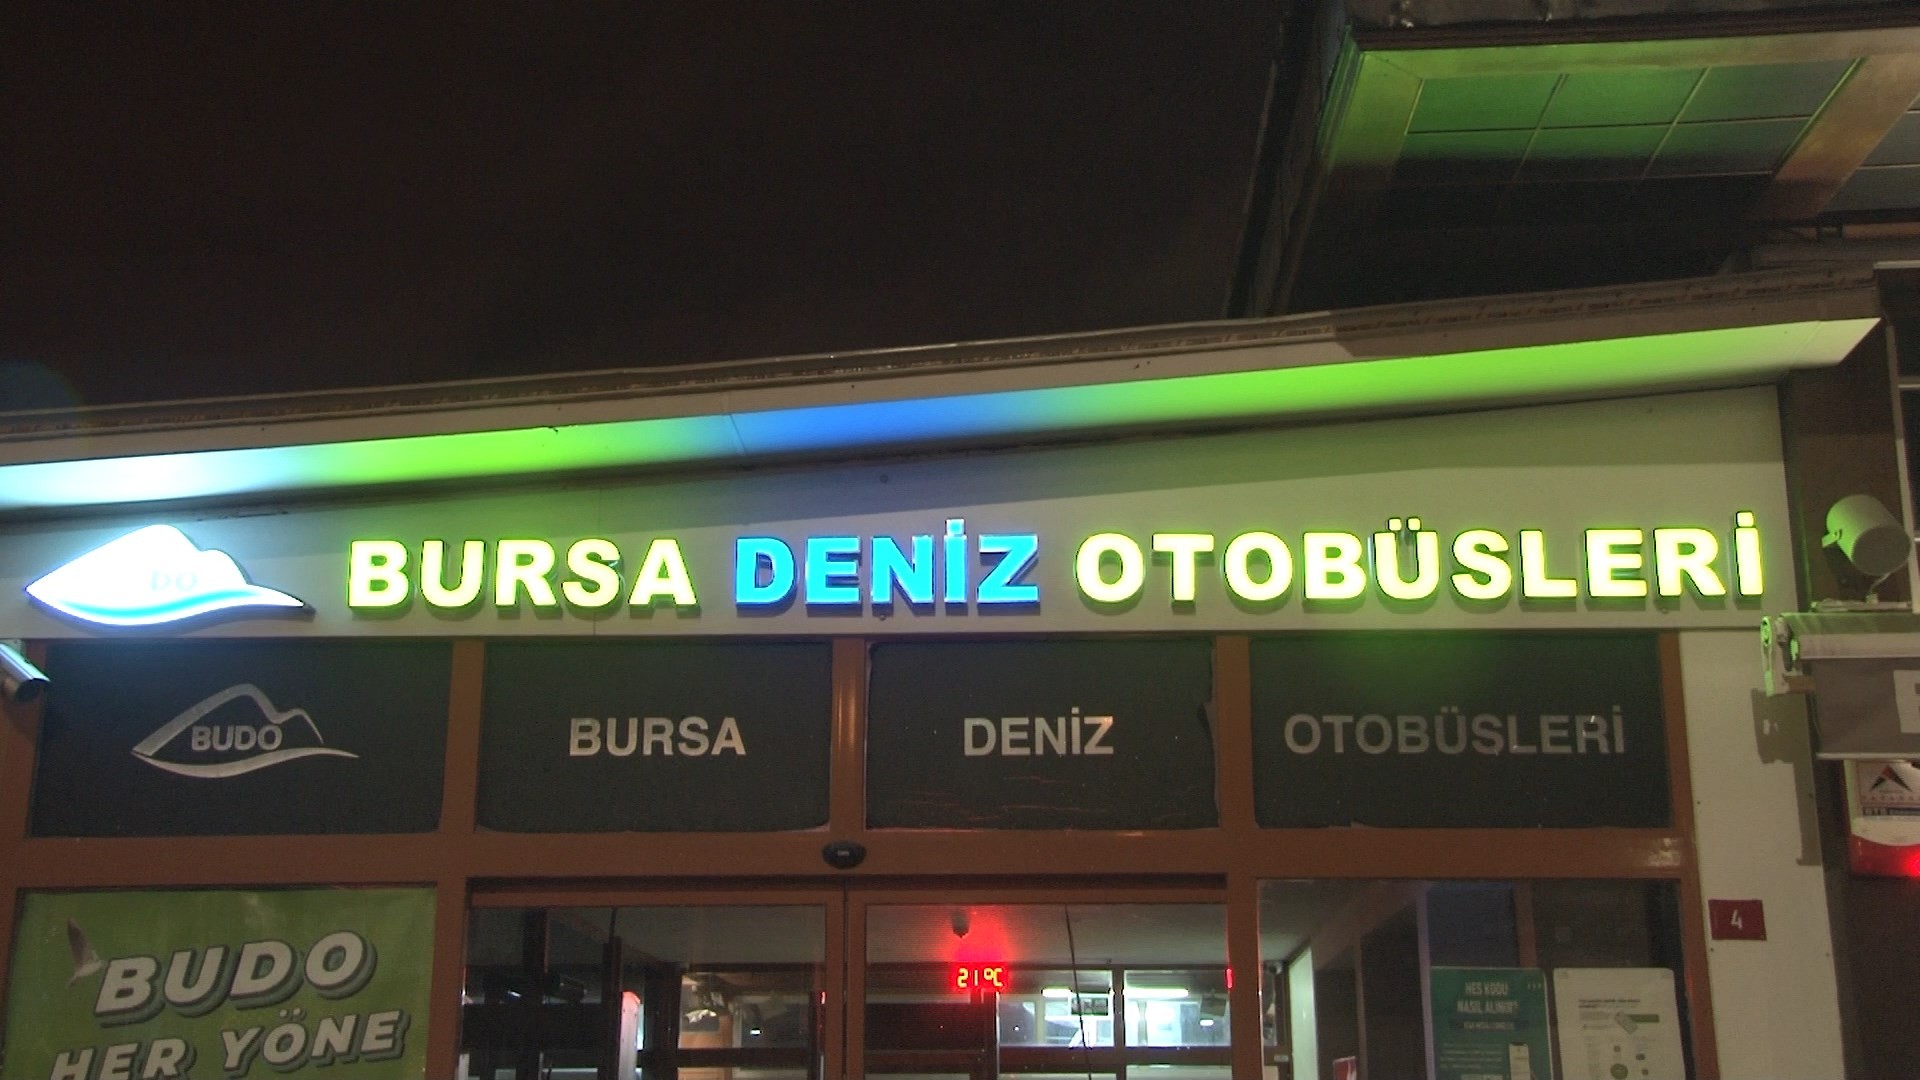 BURSA DENİZ OTOBÜSLERİ
BUDO
BURSA
DENİZ
OTOBÜSLERİ
BUDO
HER YÖNE
21°C
HES KODU
NASIL ALINIR?
4